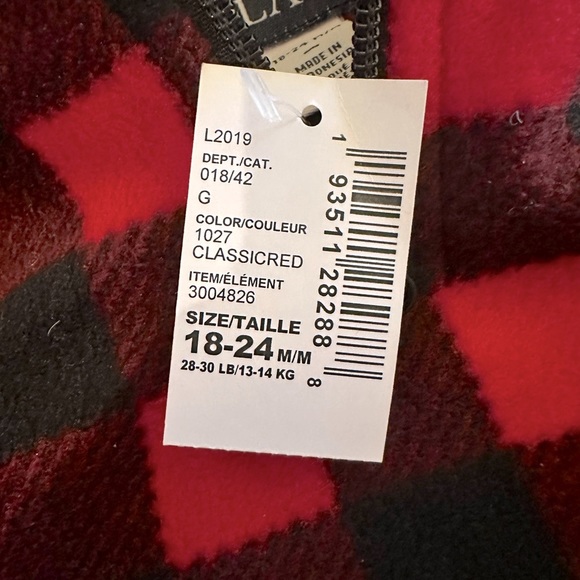 LA
MADE IN
L2019
DEPT./CAT.
018/42
G
COLOR/COULEUR
1027
CLASSICRED
ITEM/ÉLÉMENT
3004826
SIZE/TAILLE
18-24 M/M
28-30 LB/13-14 KG
1 93511 28288 8